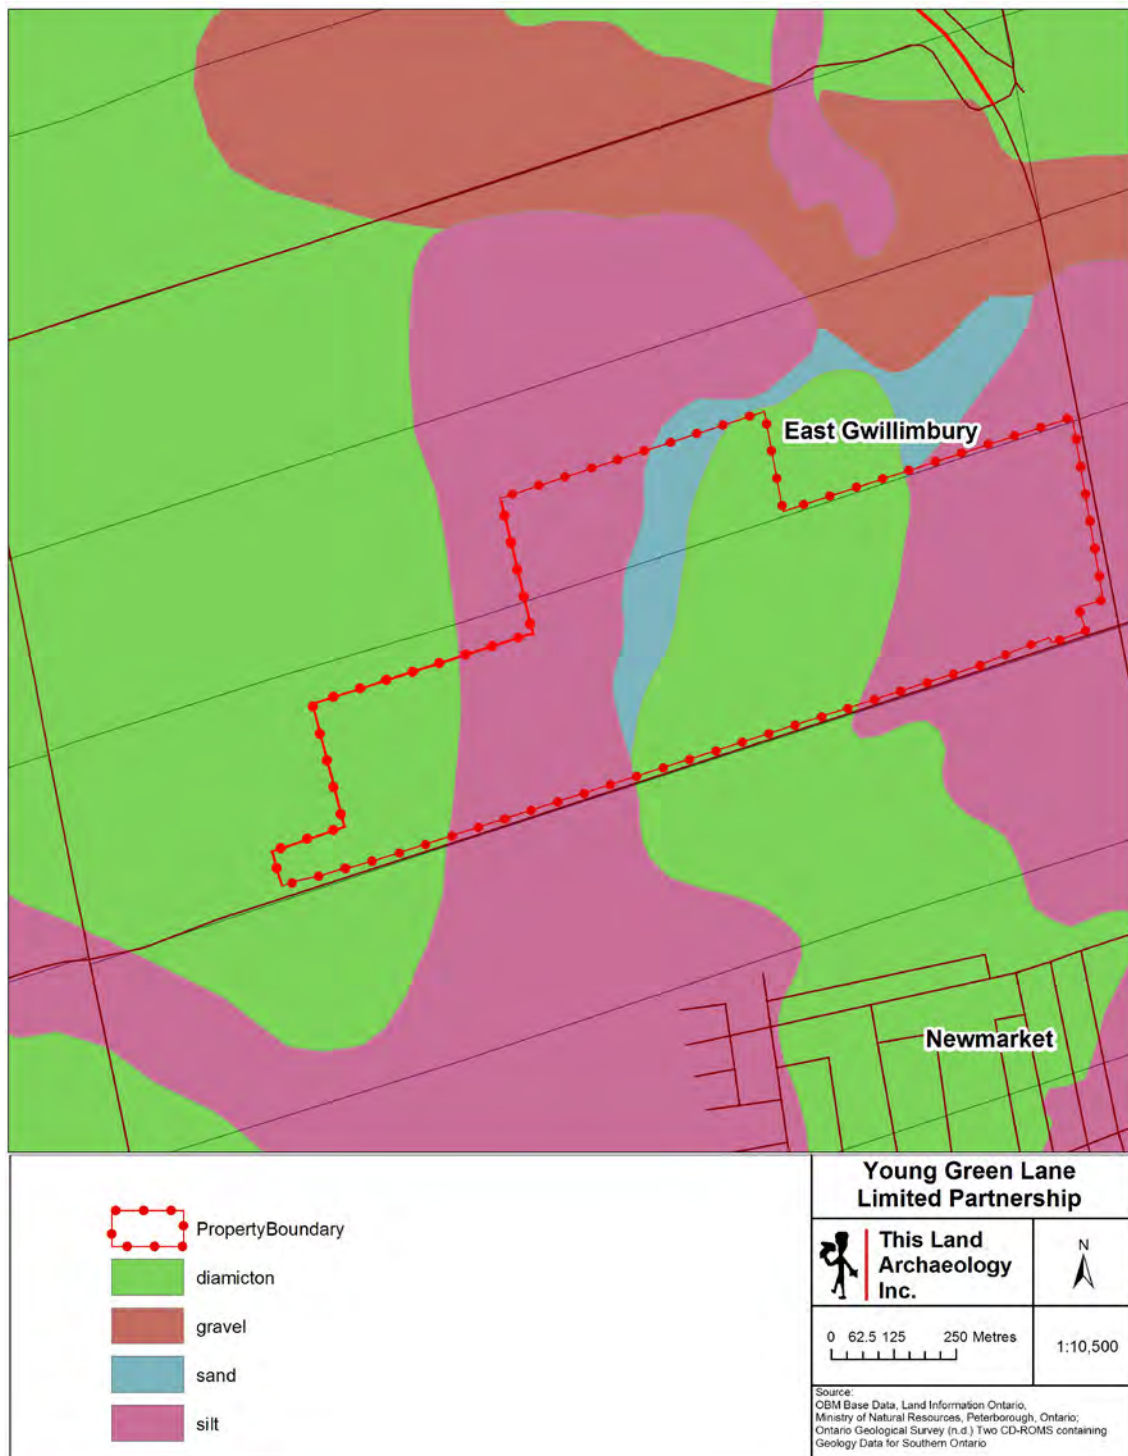 East Gwillimbury
Newmarket
PropertyBoundary
diamicton
gravel
sand
silt
Young Green Lane
Limited Partnership
This Land
Archaeology
Inc.
N
0 62.5 125 250 Metres
1:10,500
Source:
OBM Base Data, Land Information Ontario,
Ministry of Natural Resources, Peterborough, Ontario;
Ontario Geological Survey (n.d.) Two CD-ROMS containing
Geology Data for Southern Ontario